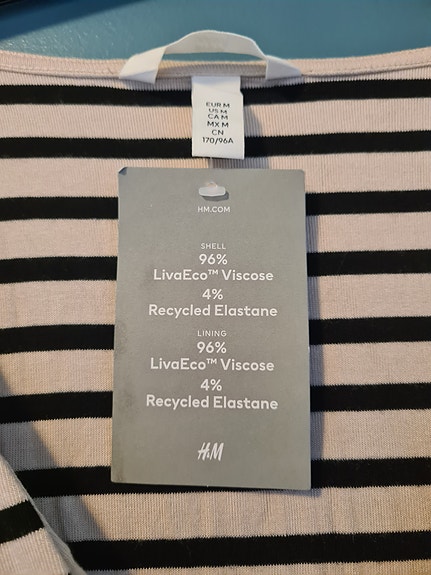 EUR M
US M
CA M
MX M
CN
170/96A
HM.COM
SHELL
96%
LivaEco™ Viscose
4%
Recycled Elastane
LINING
96%
LivaEco™ Viscose
4%
Recycled Elastane
H&M